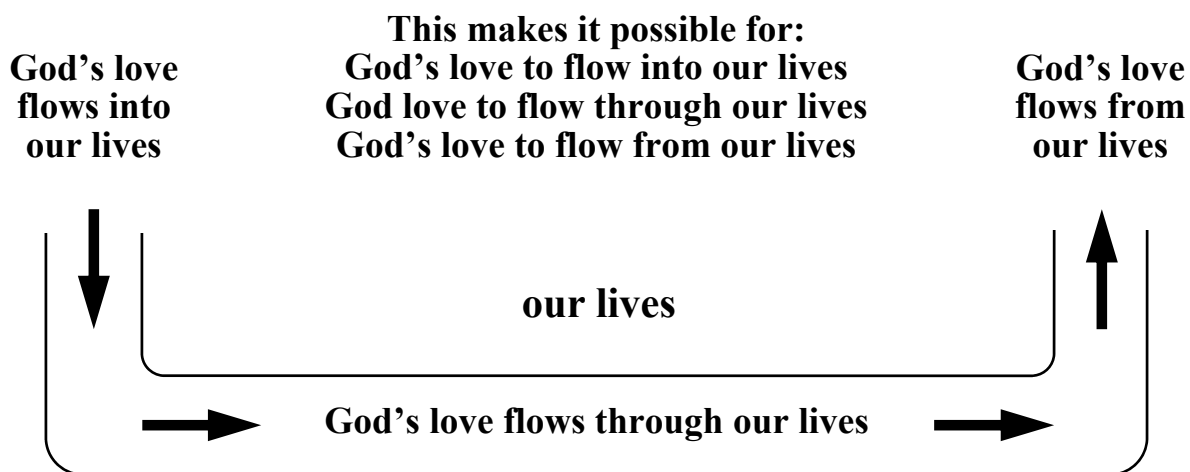 God’s love
flows into
our lives
This makes it possible for:
God’s love to flow into our lives
God love to flow through our lives
God’s love to flow from our lives
God’s love
flows from
our lives
our lives
God’s love flows through our lives